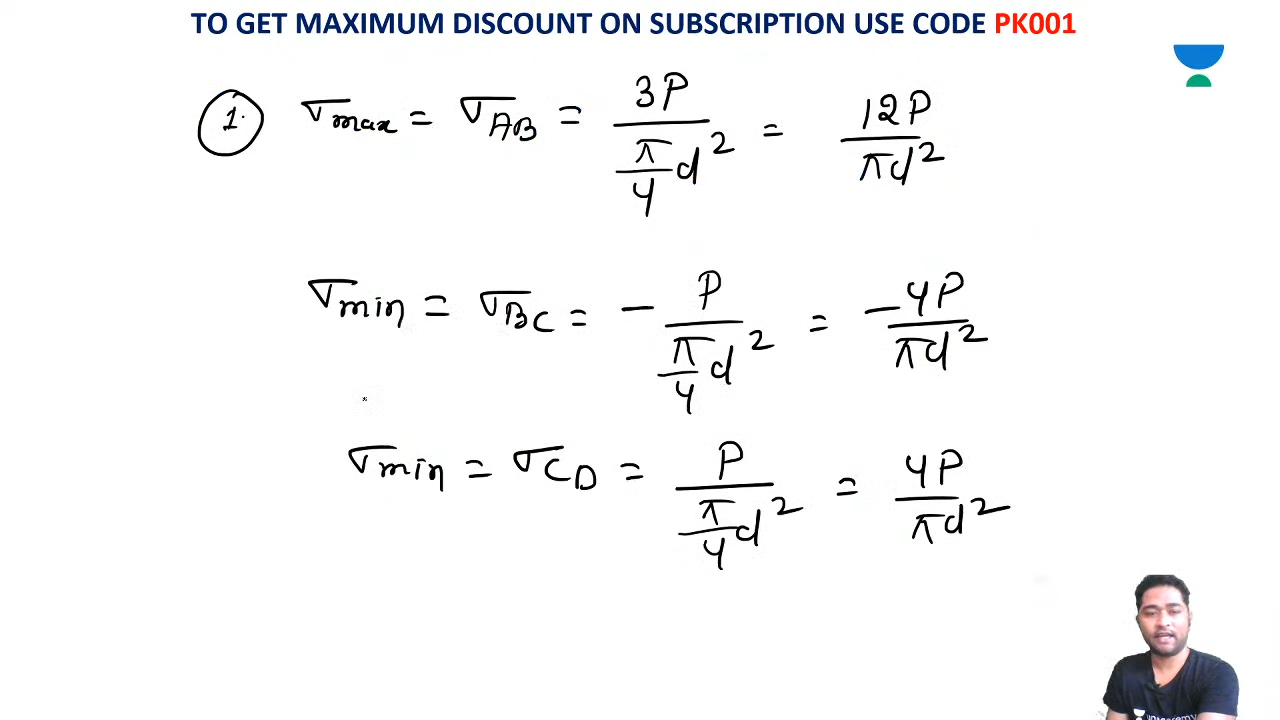 TO GET MAXIMUM DISCOUNT ON SUBSCRIPTION USE CODE PK001
1. σmax = σAB = 3P / (π/4 d²) = 12P / πd²
σmin = σBC = - P / (π/4 d²) = -4P / πd²
σmin = σCD = P / (π/4 d²) = 4P / πd²